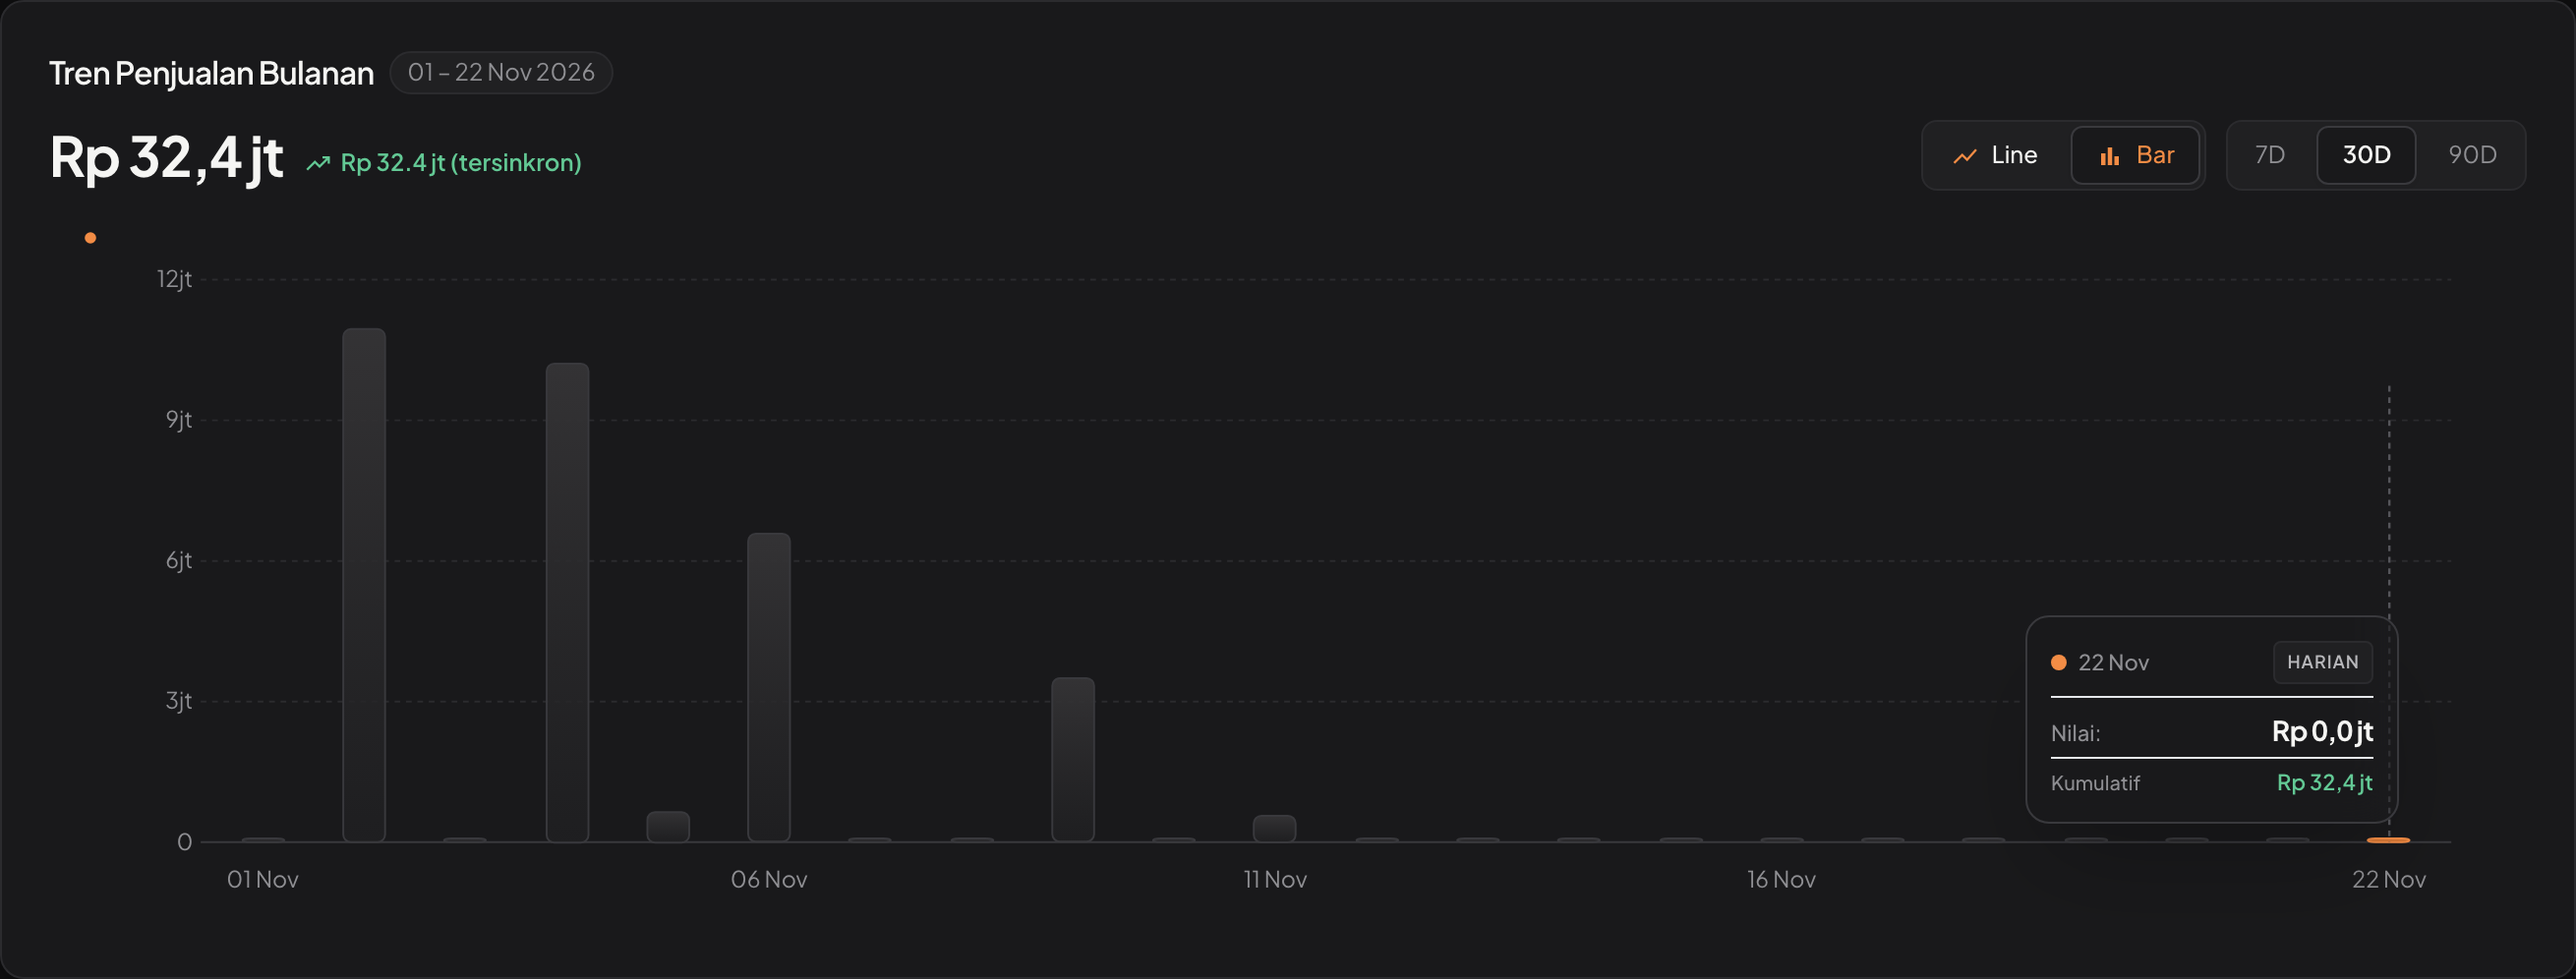 Tren Penjualan Bulanan 01 – 22 Nov 2026
Rp 32,4 jt Rp 32.4 jt (tersinkron)
Line Bar 7D 30D 90D
12jt
9jt
6jt
3jt
0
22 Nov HARIAN
Nilai: Rp 0,0 jt
Kumulatif Rp 32,4 jt
01 Nov 06 Nov 11 Nov 16 Nov 22 Nov